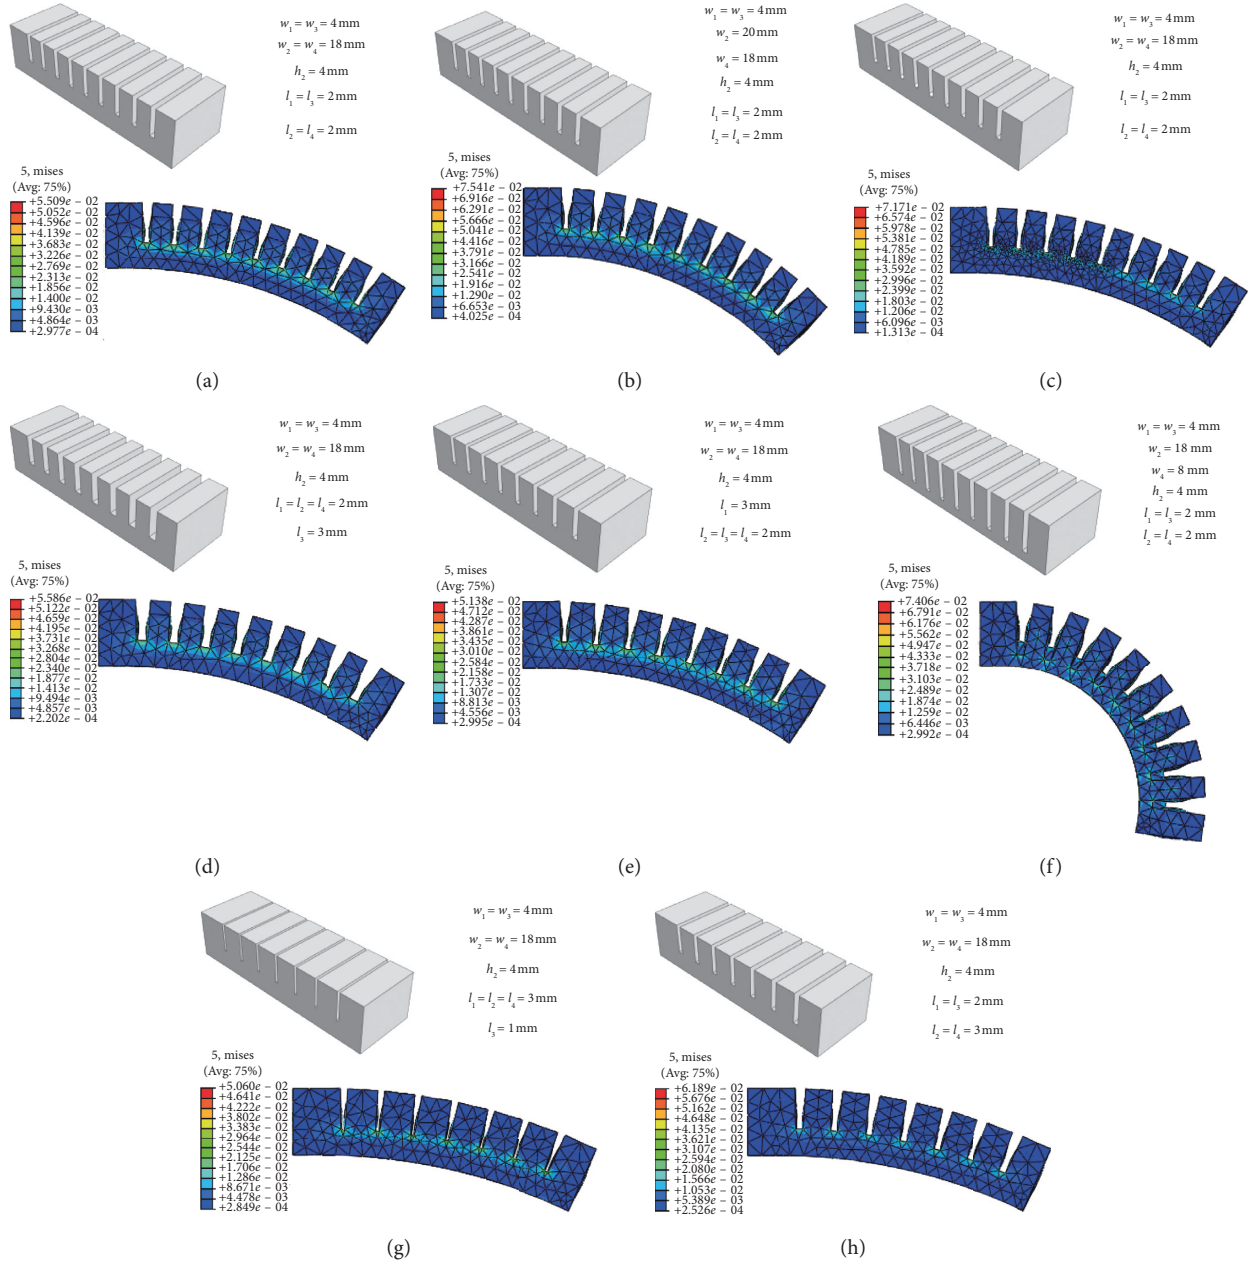 w1 = w3 = 4 mm
w2 = w4 = 18 mm
h2 = 4 mm
l1 = l3 = 2 mm
l2 = l4 = 2 mm
5, mises
(Avg: 75%)
+5.509e – 02
+5.052e – 02
+4.596e – 02
+4.139e – 02
+3.683e – 02
+3.226e – 02
+2.769e – 02
+2.313e – 02
+1.856e – 02
+1.400e – 02
+9.430e – 03
+4.864e – 03
+2.977e – 04
(a)
w1 = w3 = 4 mm
w2 = 20 mm
w4 = 18 mm
h2 = 4 mm
l1 = l3 = 2 mm
l2 = l4 = 2 mm
5, mises
(Avg: 75%)
+7.541e – 02
+6.916e – 02
+6.291e – 02
+5.666e – 02
+5.041e – 02
+4.416e – 02
+3.791e – 02
+3.166e – 02
+2.541e – 02
+1.916e – 02
+1.290e – 02
+6.653e – 03
+4.025e – 04
(b)
w1 = w3 = 4 mm
w2 = w4 = 18 mm
h2 = 4 mm
l1 = l3 = 2 mm
l2 = l4 = 2 mm
5, mises
(Avg: 75%)
+7.171e – 02
+6.574e – 02
+5.978e – 02
+5.381e – 02
+4.785e – 02
+4.189e – 02
+3.592e – 02
+2.996e – 02
+2.399e – 02
+1.803e – 02
+1.206e – 02
+6.096e – 03
+1.313e – 04
(c)
w1 = w3 = 4 mm
w2 = w4 = 18 mm
h2 = 4 mm
l1 = l2 = l4 = 2 mm
l3 = 3 mm
5, mises
(Avg: 75%)
+5.586e – 02
+5.122e – 02
+4.659e – 02
+4.195e – 02
+3.731e – 02
+3.268e – 02
+2.804e – 02
+2.340e – 02
+1.877e – 02
+1.413e – 02
+9.494e – 03
+4.857e – 03
+2.202e – 04
(d)
w1 = w3 = 4 mm
w2 = w4 = 18 mm
h2 = 4 mm
l1 = 3 mm
l2 = l3 = l4 = 2 mm
5, mises
(Avg: 75%)
+5.138e – 02
+4.712e – 02
+4.287e – 02
+3.861e – 02
+3.435e – 02
+3.010e – 02
+2.584e – 02
+2.158e – 02
+1.733e – 02
+1.307e – 02
+8.813e – 03
+4.556e – 03
+2.995e – 04
(e)
w1 = w3 = 4 mm
w2 = 18 mm
w4 = 8 mm
h2 = 4 mm
l1 = l3 = 2 mm
l2 = l4 = 2 mm
5, mises
(Avg: 75%)
+7.406e – 02
+6.791e – 02
+6.176e – 02
+5.562e – 02
+4.947e – 02
+4.333e – 02
+3.718e – 02
+3.103e – 02
+2.489e – 02
+1.874e – 02
+1.259e – 02
+6.446e – 03
+2.992e – 04
(f)
w1 = w3 = 4 mm
w2 = w4 = 18 mm
h2 = 4 mm
l1 = l2 = l4 = 3 mm
l3 = 1 mm
5, mises
(Avg: 75%)
+5.060e – 02
+4.641e – 02
+4.222e – 02
+3.802e – 02
+3.383e – 02
+2.964e – 02
+2.544e – 02
+2.125e – 02
+1.706e – 02
+1.286e – 02
+8.671e – 03
+4.478e – 03
+2.849e – 04
(g)
w1 = w3 = 4 mm
w2 = w4 = 18 mm
h2 = 4 mm
l1 = l3 = 2 mm
l2 = l4 = 3 mm
5, mises
(Avg: 75%)
+6.189e – 02
+5.676e – 02
+5.162e – 02
+4.648e – 02
+4.135e – 02
+3.621e – 02
+3.107e – 02
+2.594e – 02
+2.080e – 02
+1.566e – 02
+1.053e – 02
+5.389e – 03
+2.526e – 04
(h)